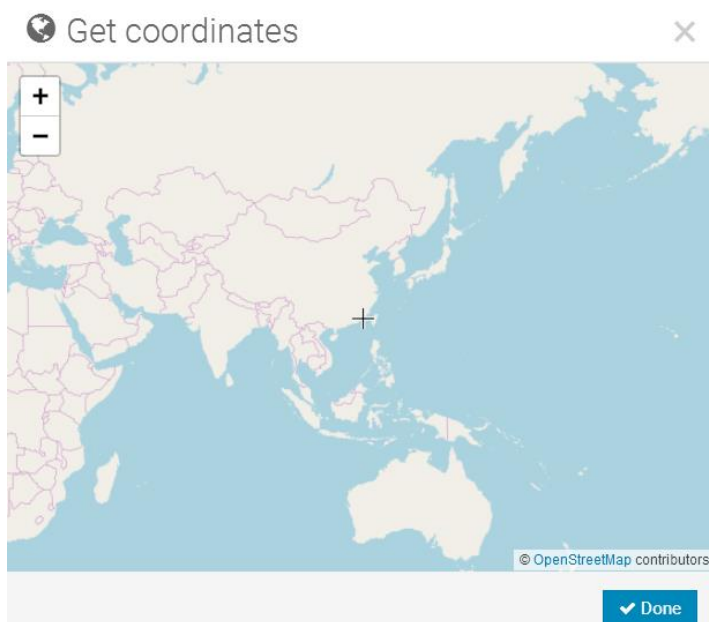 Get coordinates
×
+
−
© OpenStreetMap contributors
Done